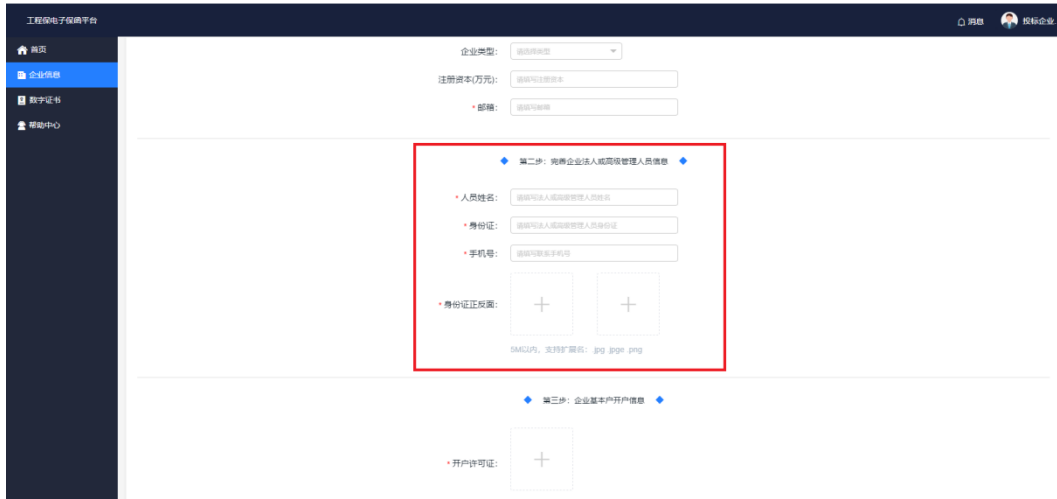 工程保电子保函平台
消息
投标企业
首页
企业信息
数字证书
帮助中心
企业类型: 请选择类型
注册资本(万元): 请填写注册资本
*邮箱: 请填写邮箱
第二步：完善企业法人或高级管理人员信息
*人员姓名: 请填写法人或高级管理人员姓名
*身份证: 请填写法人或高级管理人员身份证
*手机号: 请填写联系手机号
*身份证正反面:
5M以内，支持扩展名： .jpg .jpge .png
第三步：企业基本户开户信息
*开户许可证: